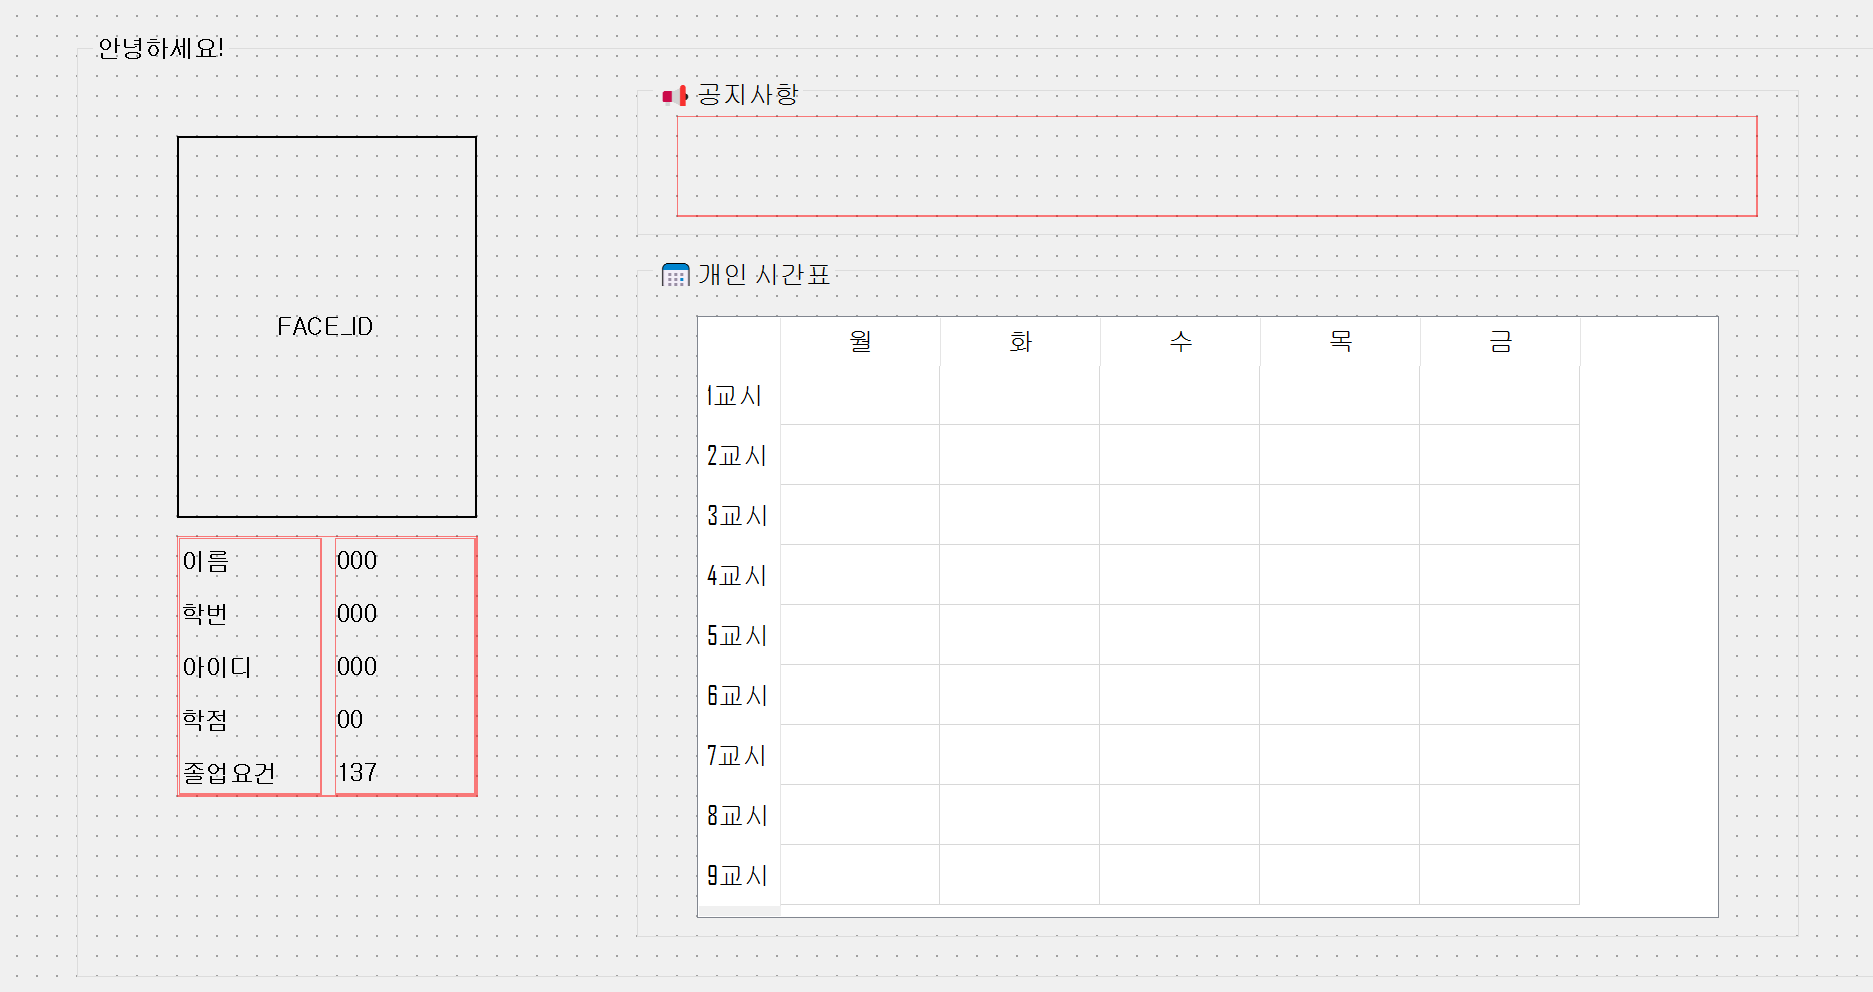 안녕하세요!
FACE_ID
이름 000
학번 000
아이디 000
학점 00
졸업요건 137
📢 공지사항
📅 개인 시간표
월 화 수 목 금
1교시
2교시
3교시
4교시
5교시
6교시
7교시
8교시
9교시